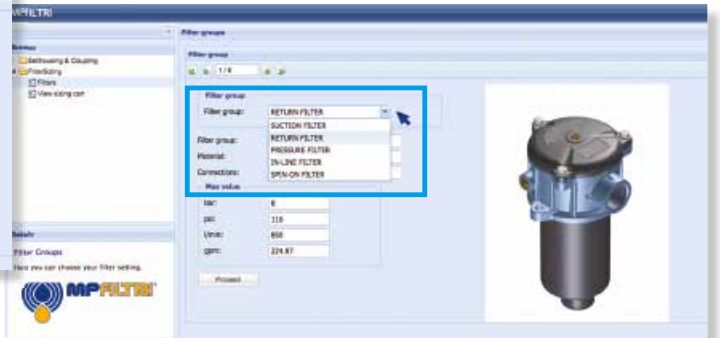 MPFILTRI
Browse
Bellhousing & Coupling
FilterSizing
Filters
View sizing cart
Details
Filter Groups
Here you can choose your filter setting.
MPFILTRI
Filter groups
Filter group
1/8
Filter group
Filter group: RETURN FILTER
SUCTION FILTER
RETURN FILTER
PRESSURE FILTER
IN-LINE FILTER
SPIN-ON FILTER
Filter group:
Material:
Connections:
Max value
bar:
psi: 116
l/min: 850
gpm: 224.87
Proceed